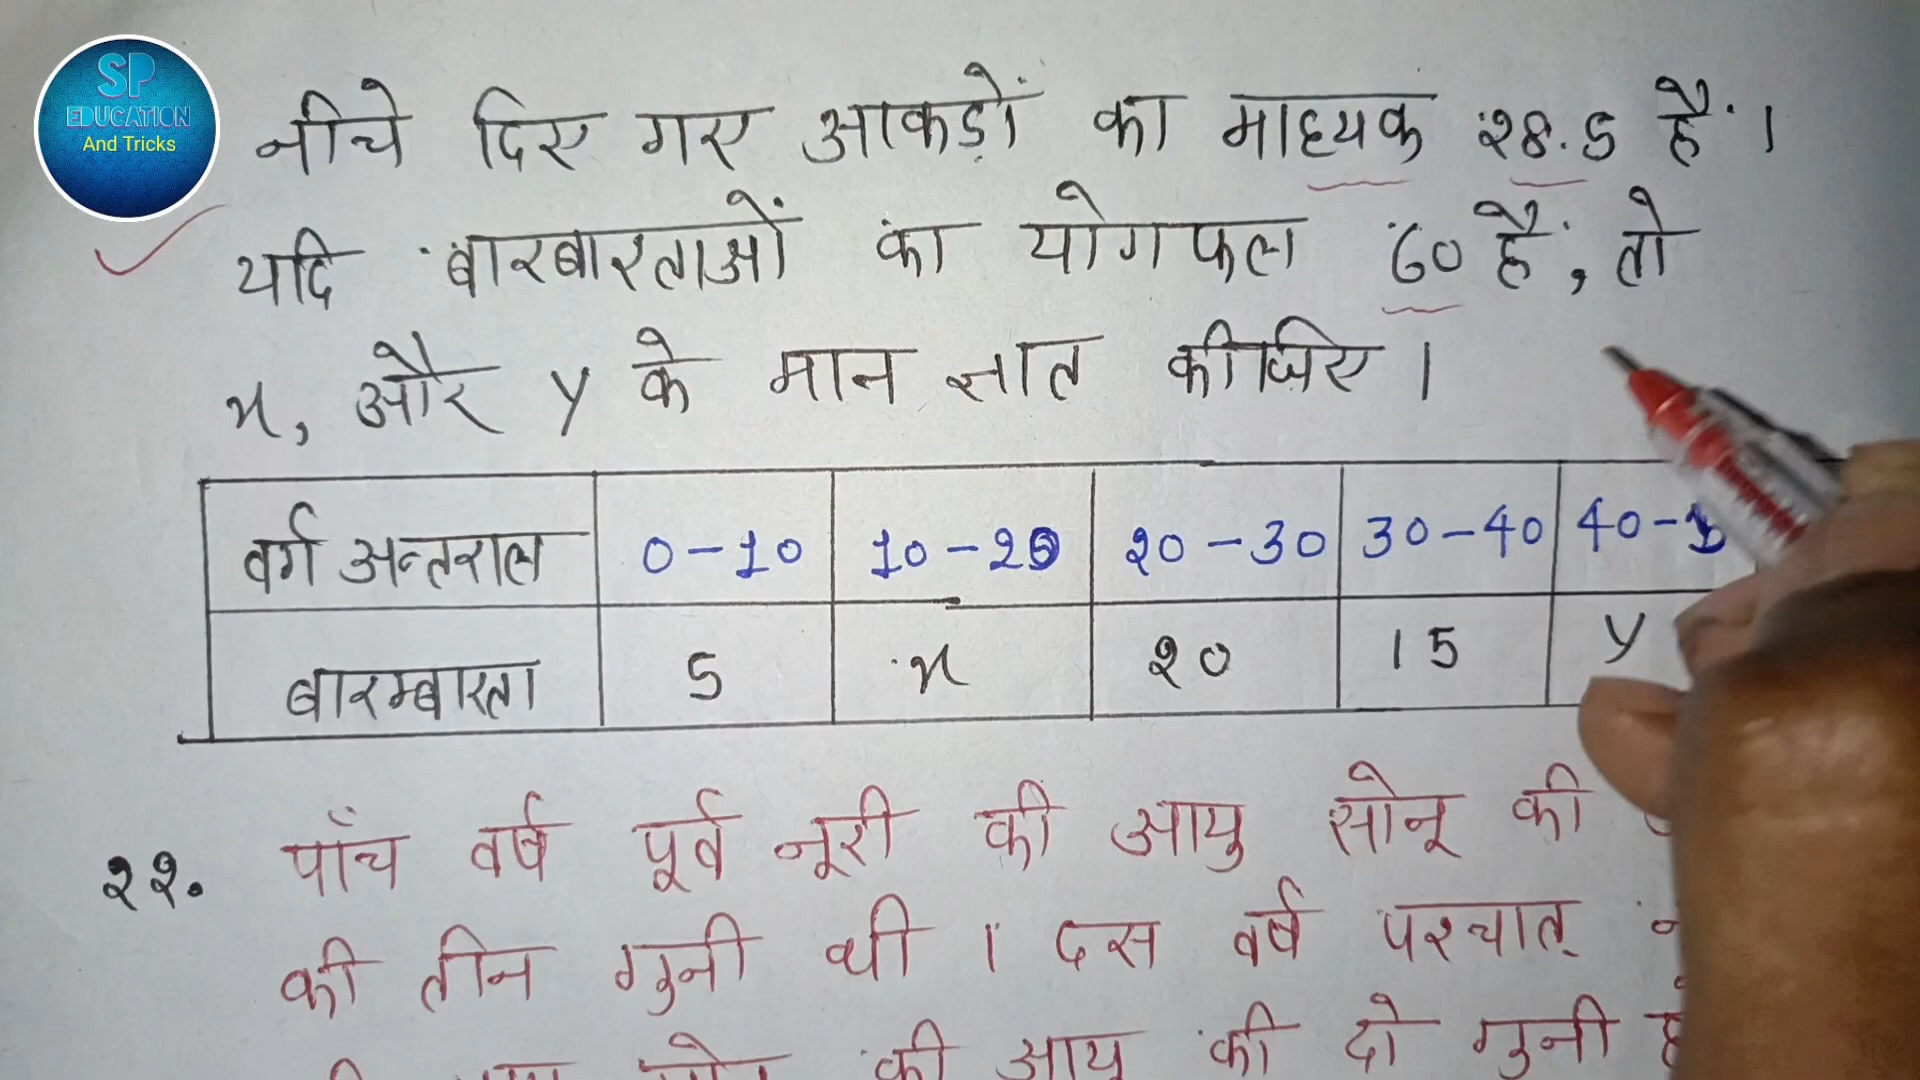 SP
EDUCATION
And Tricks
नीचे दिए गए आकड़ों का माध्यक 28.5 है।
यदि बारबारताओं का योगफल 60 है, तो
x, और y के मान ज्ञात कीजिए।
वर्ग अन्तराल 0-10 10-20 20-30 30-40 40-
बारम्बारता 5 x 20 15 y
22. पाँच वर्ष पूर्व नूरी की आयु सोनू की
की तीन गुनी थी। दस वर्ष पश्चात्
की आयु की दो गुनी